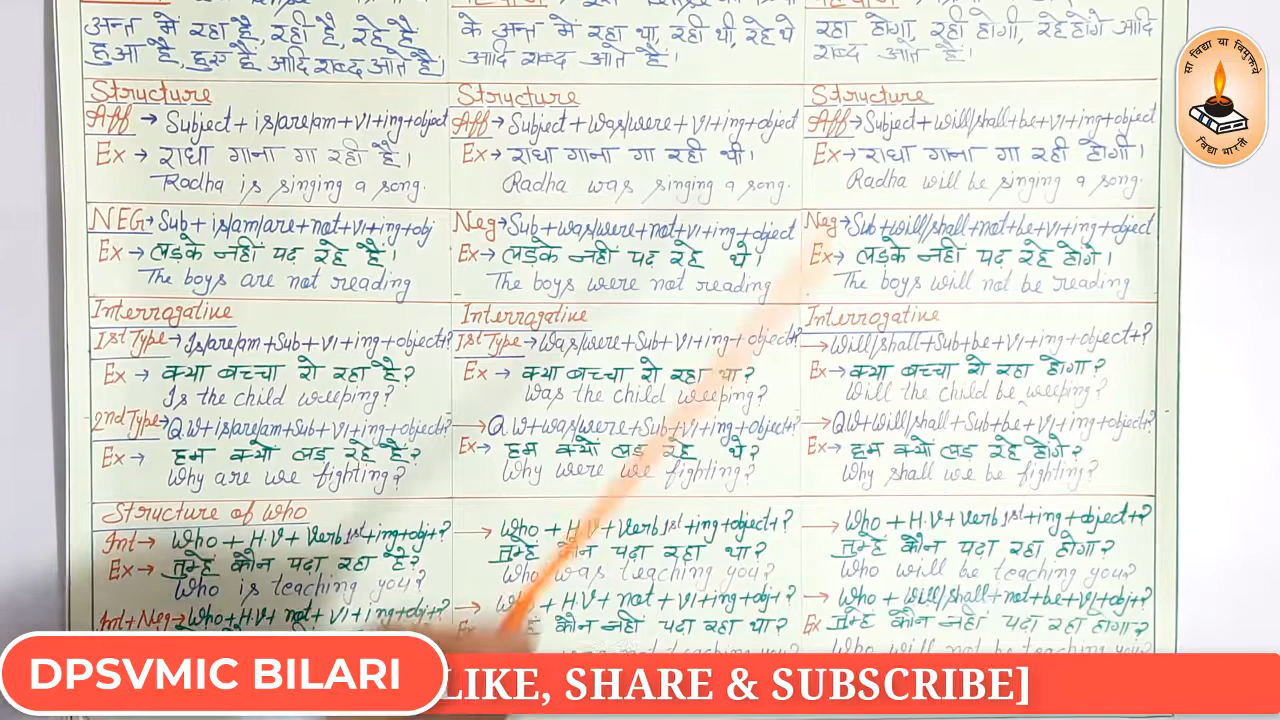 अन्त में रहा है, रही है, रहे है
हुआ है, हुए है आदि शब्द आते है।
Structure
Aff → Subject + is/are/am + V1 + ing + object
Ex → राधा गाना गा रही है।
Radha is singing a song.
NEG → Sub + is/am/are + not + V1 + ing + obj
Ex → लड़के नहीं पढ़ रहे है।
The boys are not reading
Interrogative
Ist Type → Is/are/am + Sub + V1 + ing + object + ?
Ex → क्या बच्चा रो रहा है?
Is the child weeping?
2nd Type → Q.W + is/are/am + Sub + V1 + ing + object + ?
Ex → हम क्यों लड़ रहे है?
Why are we fighting?
Structure of who
Int → Who + H.V + Verb 1st + ing + obj + ?
Ex → तुम्हें कौन पढ़ा रहा है?
Who is teaching you?
Int + Neg → Who + H.V + not + V1 + ing + obj + ?
के अन्त में रहा था, रही थी, रहे थे
आदि शब्द आते है।
Structure
Aff → Subject + was/were + V1 + ing + object
Ex → राधा गाना गा रही थी।
Radha was singing a song.
Neg → Sub + was/were + not + V1 + ing + object
Ex → लड़के नहीं पढ़ रहे थे।
The boys were not reading
Interrogative
Ist Type → Was/were + Sub + V1 + ing + object + ?
Ex → क्या बच्चा रो रहा था?
Was the child weeping?
→ Q.W + was/were + Sub + V1 + ing + object + ?
Ex → हम क्यों लड़ रहे थे?
Why were we fighting?
→ Who + H.V + Verb 1st + ing + object + ?
तुम्हें कौन पढ़ा रहा था?
Who was teaching you?
→ Who + H.V + not + V1 + ing + obj + ?
कौन नहीं पढ़ा रहा था?
रहा होगा, रही होगी, रहे होंगे आदि
शब्द आते है।
Structure
Aff → Subject + will/shall + be + V1 + ing + object
Ex → राधा गाना गा रही होगी।
Radha will be singing a song.
Neg → Sub + will/shall + not + be + V1 + ing + object
Ex → लड़के नहीं पढ़ रहे होंगे।
The boys will not be reading
Interrogative
→ Will/shall + Sub + be + V1 + ing + object + ?
Ex → क्या बच्चा रो रहा होगा?
Will the child be weeping?
→ QW + Will/shall + Sub + be + V1 + ing + object + ?
Ex → हम क्यों लड़ रहे होंगे?
Why shall we be fighting?
→ Who + H.V + Verb 1st + ing + object + ?
तुम्हें कौन पढ़ा रहा होगा?
Who will be teaching you?
→ Who + will/shall + not + be + V1 + ing + obj + ?
Ex तुम्हें कौन नहीं पढ़ा रहा होगा?
Who will not be teaching you?
सा विद्या या विमुक्तये
विद्या भारती
DPSVMIC BILARI
LIKE, SHARE & SUBSCRIBE]